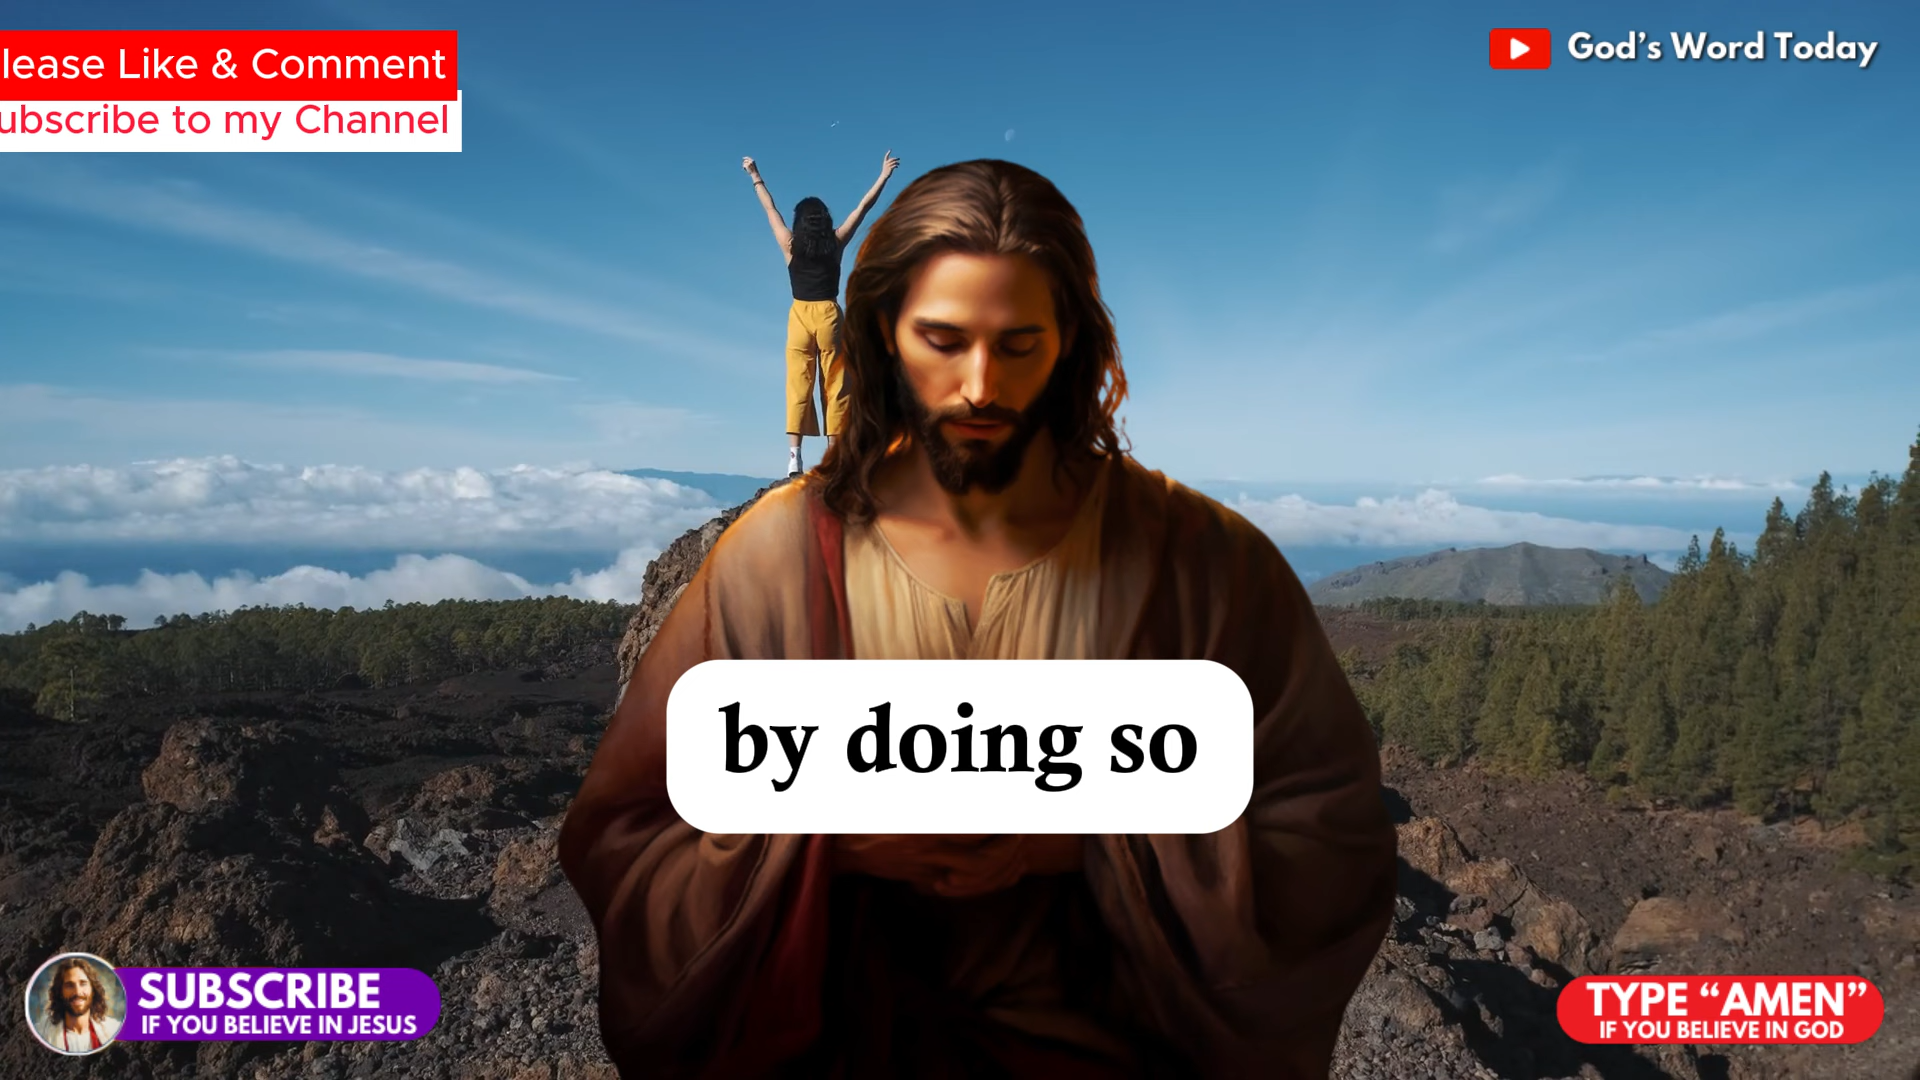 lease Like & Comment
ubscribe to my Channel
God's Word Today
by doing so
SUBSCRIBE
IF YOU BELIEVE IN JESUS
TYPE “AMEN”
IF YOU BELIEVE IN GOD